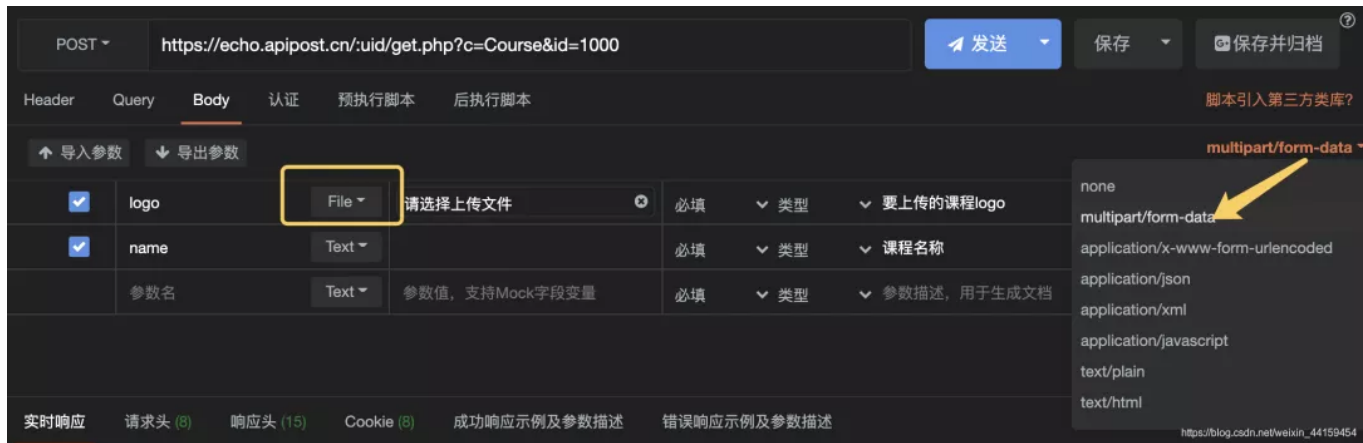 POST https://echo.apipost.cn/:uid/get.php?c=Course&id=1000 发送 保存 保存并归档
Header Query Body 认证 预执行脚本 后执行脚本 脚本引入第三方类库?
导入参数 导出参数 multipart/form-data
logo File 请选择上传文件 必填 类型 要上传的课程logo
name Text 必填 类型 课程名称
参数名 Text 参数值，支持Mock字段变量 必填 类型 参数描述，用于生成文档
none
multipart/form-data
application/x-www-form-urlencoded
application/json
application/xml
application/javascript
text/plain
text/html
实时响应 请求头 (8) 响应头 (15) Cookie (8) 成功响应示例及参数描述 错误响应示例及参数描述
https://blog.csdn.net/weixin_44159454